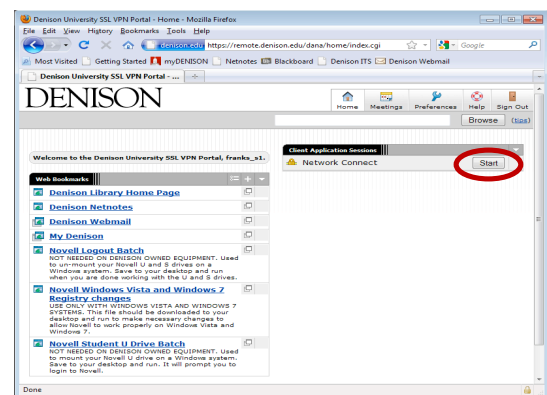 Denison University SSL VPN Portal - Home - Mozilla Firefox
File Edit View History Bookmarks Tools Help
denison.edu https://remote.denison.edu/dana/home/index.cgi Google
Most Visited Getting Started myDENISON Netnotes Blackboard Denison ITS Denison Webmail
Denison University SSL VPN Portal - ...
DENISON
Home Meetings Preferences Help Sign Out
Browse (tips)
Welcome to the Denison University SSL VPN Portal, franks_s1.
Client Application Sessions
Network Connect Start
Web Bookmarks
Denison Library Home Page
Denison Netnotes
Denison Webmail
My Denison
Novell Logout Batch
NOT NEEDED ON DENISON OWNED EQUIPMENT. Used
to un-mount your Novell U and S drives on a
Windows system. Save to your desktop and run
when you are done working with the U and S drives.
Novell Windows Vista and Windows 7
Registry changes
USE ONLY WITH WINDOWS VISTA AND WINDOWS 7
SYSTEMS. This file should be downloaded to your
desktop and run to make necessary changes to
allow Novell to work properly on Windows Vista and
Windows 7.
Novell Student U Drive Batch
NOT NEEDED ON DENISON OWNED EQUIPMENT. Used
to mount your Novell U drive on a Windows system.
Save to your desktop and run. It will prompt you to
login to Novell.
Done